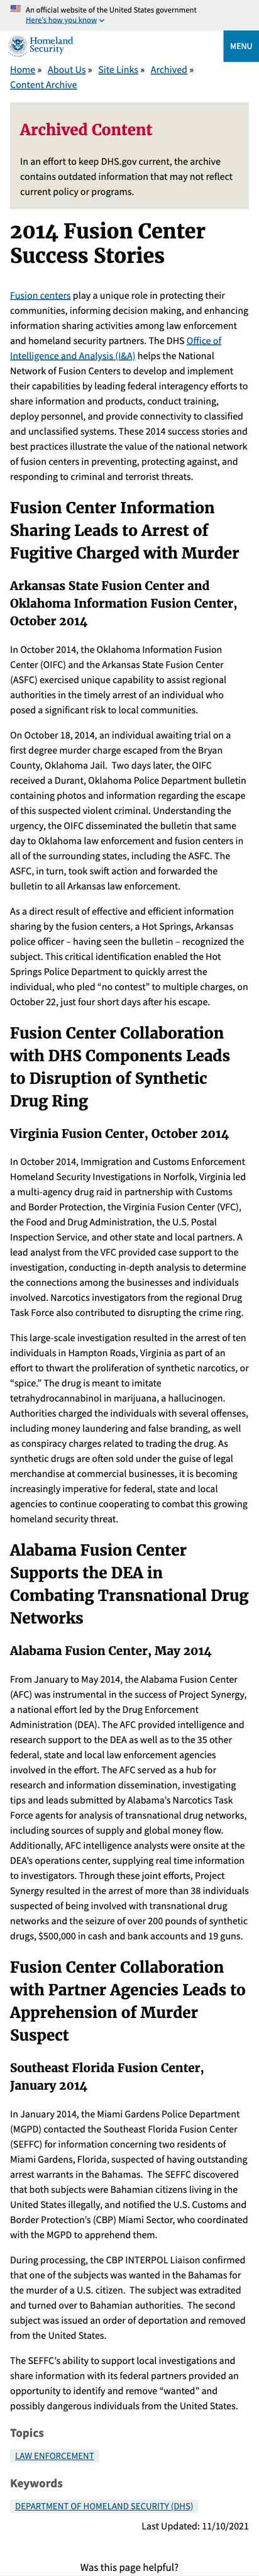 An official website of the United States government
Here's how you know
Homeland
Security
MENU
Home » About Us » Site Links » Archived »
Content Archive
Archived Content
In an effort to keep DHS.gov current, the archive
contains outdated information that may not reflect
current policy or programs.
2014 Fusion Center
Success Stories
Fusion centers play a unique role in protecting their
communities, informing decision making, and enhancing
information sharing activities among law enforcement
and homeland security partners. The DHS Office of
Intelligence and Analysis (I&A) helps the National
Network of Fusion Centers to develop and implement
their capabilities by leading federal interagency efforts to
share information and products, conduct training,
deploy personnel, and provide connectivity to classified
and unclassified systems. These 2014 success stories and
best practices illustrate the value of the national network
of fusion centers in preventing, protecting against, and
responding to criminal and terrorist threats.
Fusion Center Information
Sharing Leads to Arrest of
Fugitive Charged with Murder
Arkansas State Fusion Center and
Oklahoma Information Fusion Center,
October 2014
In October 2014, the Oklahoma Information Fusion
Center (OIFC) and the Arkansas State Fusion Center
(ASFC) exercised unique capability to assist regional
authorities in the timely arrest of an individual who
posed a significant risk to local communities.
On October 18, 2014, an individual awaiting trial on a
first degree murder charge escaped from the Bryan
County, Oklahoma Jail.  Two days later, the OIFC
received a Durant, Oklahoma Police Department bulletin
containing photos and information regarding the escape
of this suspected violent criminal. Understanding the
urgency, the OIFC disseminated the bulletin that same
day to Oklahoma law enforcement and fusion centers in
all of the surrounding states, including the ASFC. The
ASFC, in turn, took swift action and forwarded the
bulletin to all Arkansas law enforcement.
As a direct result of effective and efficient information
sharing by the fusion centers, a Hot Springs, Arkansas
police officer – having seen the bulletin – recognized the
subject. This critical identification enabled the Hot
Springs Police Department to quickly arrest the
individual, who pled “no contest” to multiple charges, on
October 22, just four short days after his escape.
Fusion Center Collaboration
with DHS Components Leads
to Disruption of Synthetic
Drug Ring
Virginia Fusion Center, October 2014
In October 2014, Immigration and Customs Enforcement
Homeland Security Investigations in Norfolk, Virginia led
a multi-agency drug raid in partnership with Customs
and Border Protection, the Virginia Fusion Center (VFC),
the Food and Drug Administration, the U.S. Postal
Inspection Service, and other state and local partners. A
lead analyst from the VFC provided case support to the
investigation, conducting in-depth analysis to determine
the connections among the businesses and individuals
involved. Narcotics investigators from the regional Drug
Task Force also contributed to disrupting the crime ring.
This large-scale investigation resulted in the arrest of ten
individuals in Hampton Roads, Virginia as part of an
effort to thwart the proliferation of synthetic narcotics, or
“spice.” The drug is meant to imitate
tetrahydrocannabinol in marijuana, a hallucinogen.
Authorities charged the individuals with several offenses,
including money laundering and false branding, as well
as conspiracy charges related to trading the drug. As
synthetic drugs are often sold under the guise of legal
merchandise at commercial businesses, it is becoming
increasingly imperative for federal, state and local
agencies to continue cooperating to combat this growing
homeland security threat.
Alabama Fusion Center
Supports the DEA in
Combating Transnational Drug
Networks
Alabama Fusion Center, May 2014
From January to May 2014, the Alabama Fusion Center
(AFC) was instrumental in the success of Project Synergy,
a national effort led by the Drug Enforcement
Administration (DEA). The AFC provided intelligence and
research support to the DEA as well as to the 35 other
federal, state and local law enforcement agencies
involved in the effort. The AFC served as a hub for
research and information dissemination, investigating
tips and leads submitted by Alabama's Narcotics Task
Force agents for analysis of transnational drug networks,
including sources of supply and global money flow.
Additionally, AFC intelligence analysts were onsite at the
DEA's operations center, supplying real time information
to investigators. Through these joint efforts, Project
Synergy resulted in the arrest of more than 38 individuals
suspected of being involved with transnational drug
networks and the seizure of over 200 pounds of synthetic
drugs, $500,000 in cash and bank accounts and 19 guns.
Fusion Center Collaboration
with Partner Agencies Leads to
Apprehension of Murder
Suspect
Southeast Florida Fusion Center,
January 2014
In January 2014, the Miami Gardens Police Department
(MGPD) contacted the Southeast Florida Fusion Center
(SEFFC) for information concerning two residents of
Miami Gardens, Florida, suspected of having outstanding
arrest warrants in the Bahamas.  The SEFFC discovered
that both subjects were Bahamian citizens living in the
United States illegally, and notified the U.S. Customs and
Border Protection's (CBP) Miami Sector, who coordinated
with the MGPD to apprehend them.
During processing, the CBP INTERPOL Liaison confirmed
that one of the subjects was wanted in the Bahamas for
the murder of a U.S. citizen.  The subject was extradited
and turned over to Bahamian authorities.  The second
subject was issued an order of deportation and removed
from the United States.
The SEFFC's ability to support local investigations and
share information with its federal partners provided an
opportunity to identify and remove “wanted” and
possibly dangerous individuals from the United States.
Topics
LAW ENFORCEMENT
Keywords
DEPARTMENT OF HOMELAND SECURITY (DHS)
Last Updated: 11/10/2021
Was this page helpful?